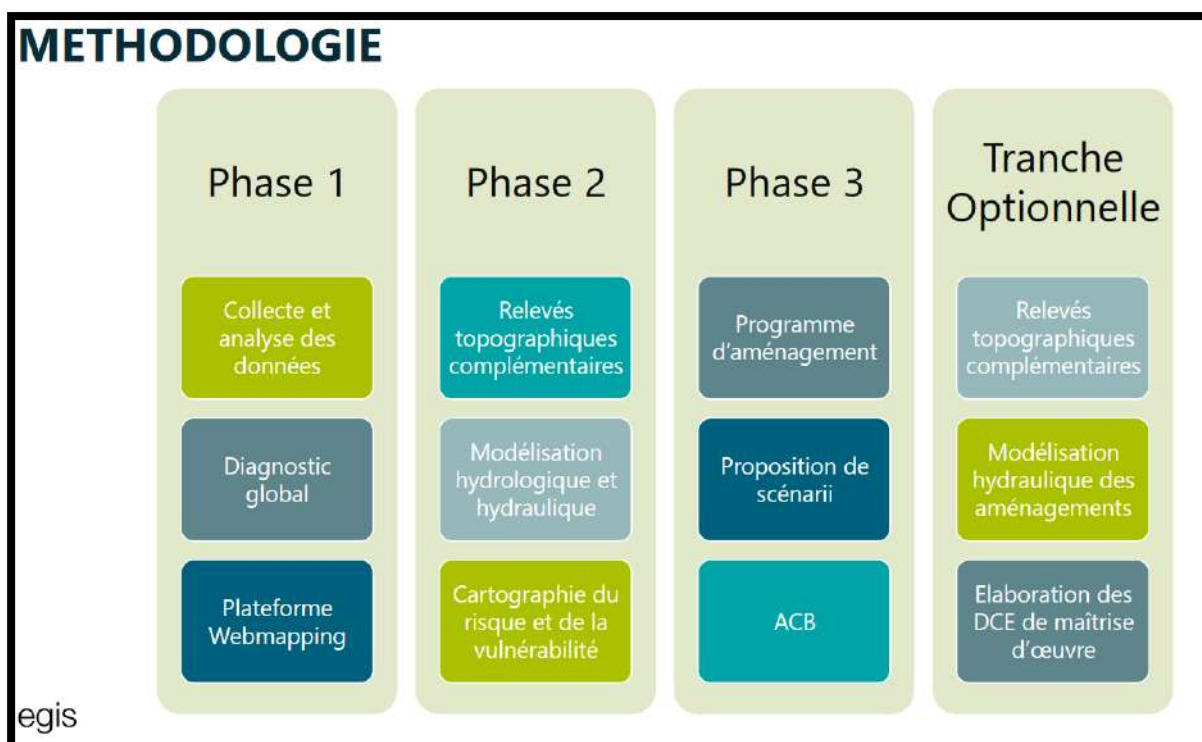 METHODOLOGIE
Phase 1
Collecte et
analyse des
données
Diagnostic
global
Plateforme
Webmapping
Phase 2
Relevés
topographiques
complémentaires
Modélisation
hydrologique et
hydraulique
Cartographie du
risque et de la
vulnérabilité
Phase 3
Programme
d’aménagement
Proposition de
scénarii
ACB
Tranche
Optionnelle
Relevés
topographiques
complémentaires
Modélisation
hydraulique des
aménagements
Elaboration des
DCE de maîtrise
d’œuvre
egis